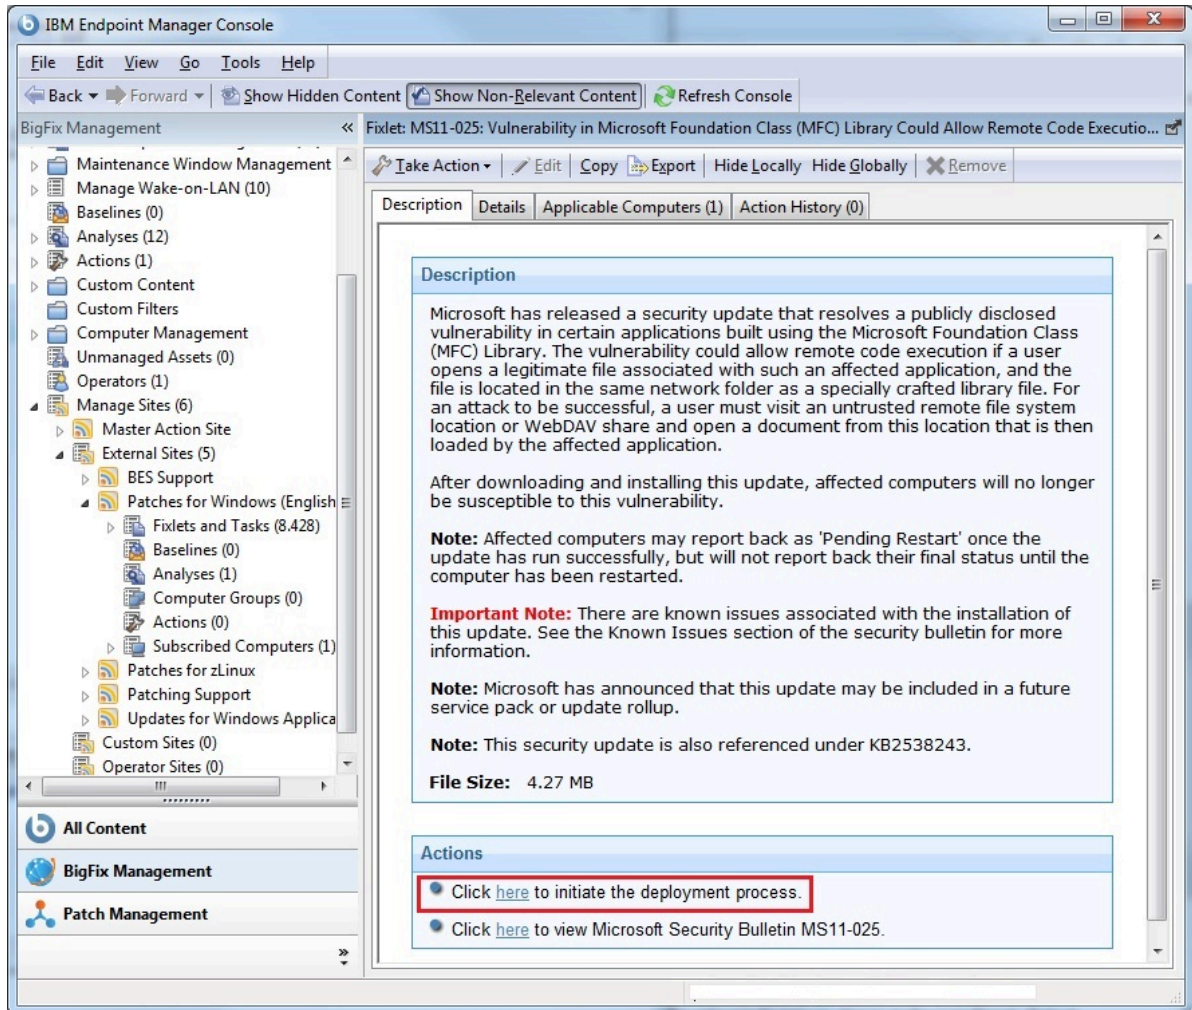 IBM Endpoint Manager Console
File Edit View Go Tools Help
Back Forward Show Hidden Content Show Non-Relevant Content Refresh Console
BigFix Management
Maintenance Window Management
Manage Wake-on-LAN (10)
Baselines (0)
Analyses (12)
Actions (1)
Custom Content
Custom Filters
Computer Management
Unmanaged Assets (0)
Operators (1)
Manage Sites (6)
Master Action Site
External Sites (5)
BES Support
Patches for Windows (English
Fixlets and Tasks (8.428)
Baselines (0)
Analyses (1)
Computer Groups (0)
Actions (0)
Subscribed Computers (1)
Patches for zLinux
Patching Support
Updates for Windows Applica
Custom Sites (0)
Operator Sites (0)
All Content
BigFix Management
Patch Management
Fixlet: MS11-025: Vulnerability in Microsoft Foundation Class (MFC) Library Could Allow Remote Code Executio...
Take Action Edit Copy Export Hide Locally Hide Globally Remove
Description Details Applicable Computers (1) Action History (0)
Description
Microsoft has released a security update that resolves a publicly disclosed
vulnerability in certain applications built using the Microsoft Foundation Class
(MFC) Library. The vulnerability could allow remote code execution if a user
opens a legitimate file associated with such an affected application, and the
file is located in the same network folder as a specially crafted library file. For
an attack to be successful, a user must visit an untrusted remote file system
location or WebDAV share and open a document from this location that is then
loaded by the affected application.
After downloading and installing this update, affected computers will no longer
be susceptible to this vulnerability.
Note: Affected computers may report back as 'Pending Restart' once the
update has run successfully, but will not report back their final status until the
computer has been restarted.
Important Note: There are known issues associated with the installation of
this update. See the Known Issues section of the security bulletin for more
information.
Note: Microsoft has announced that this update may be included in a future
service pack or update rollup.
Note: This security update is also referenced under KB2538243.
File Size: 4.27 MB
Actions
Click here to initiate the deployment process.
Click here to view Microsoft Security Bulletin MS11-025.